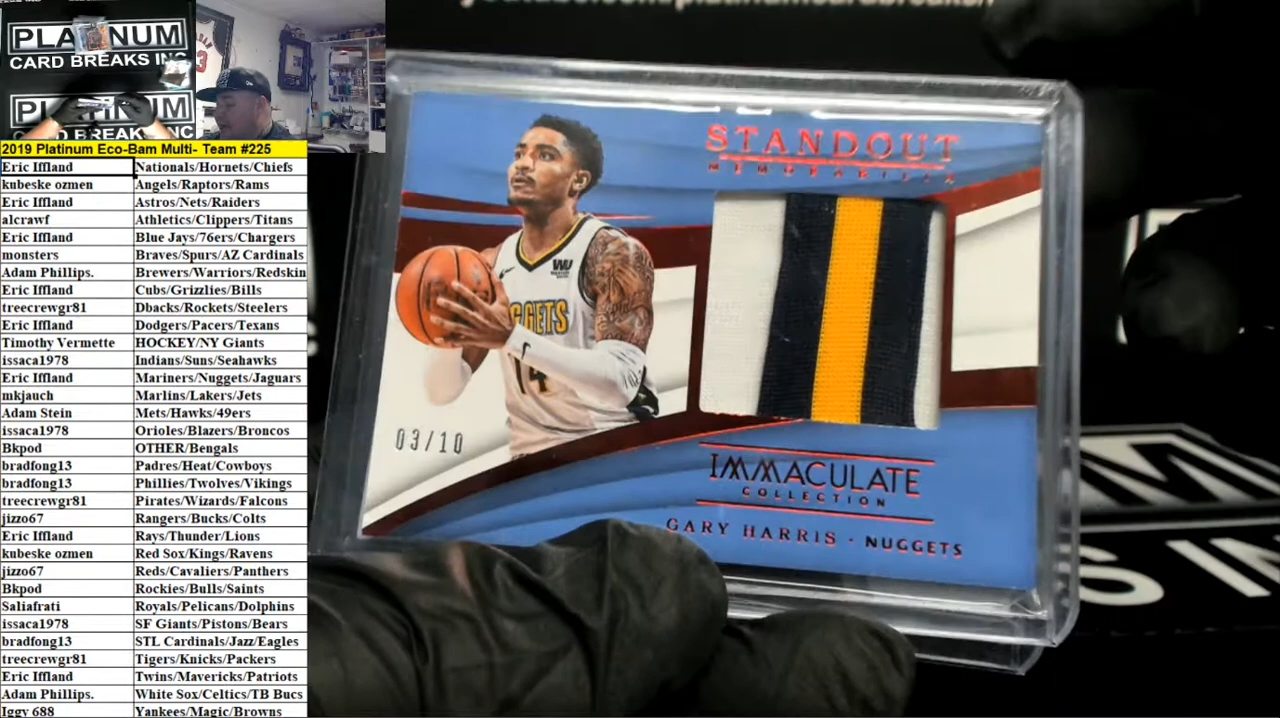 PLATINUM
CARD BREAKS INC
PLATINUM
CARD BREAKS INC
2019 Platinum Eco-Bam Multi- Team #225
Eric Iffland Nationals/Hornets/Chiefs
kubeske ozmen Angels/Raptors/Rams
Eric Iffland Astros/Nets/Raiders
alcrawf Athletics/Clippers/Titans
Eric Iffland Blue Jays/76ers/Chargers
monsters Braves/Spurs/AZ Cardinals
Adam Phillips. Brewers/Warriors/Redskin
Eric Iffland Cubs/Grizzlies/Bills
treecrewgr81 Dbacks/Rockets/Steelers
Eric Iffland Dodgers/Pacers/Texans
Timothy Vermette HOCKEY/NY Giants
issaca1978 Indians/Suns/Seahawks
Eric Iffland Mariners/Nuggets/Jaguars
mkjauch Marlins/Lakers/Jets
Adam Stein Mets/Hawks/49ers
issaca1978 Orioles/Blazers/Broncos
Bkpod OTHER/Bengals
bradfong13 Padres/Heat/Cowboys
bradfong13 Phillies/Twolves/Vikings
treecrewgr81 Pirates/Wizards/Falcons
jizzo67 Rangers/Bucks/Colts
Eric Iffland Rays/Thunder/Lions
kubeske ozmen Red Sox/Kings/Ravens
jizzo67 Reds/Cavaliers/Panthers
Bkpod Rockies/Bulls/Saints
Saliafrati Royals/Pelicans/Dolphins
issaca1978 SF Giants/Pistons/Bears
bradfong13 STL Cardinals/Jazz/Eagles
treecrewgr81 Tigers/Knicks/Packers
Eric Iffland Twins/Mavericks/Patriots
Adam Phillips. White Sox/Celtics/TB Bucs
Iggy 688 Yankees/Magic/Browns
STANDOUT
MEMORABILIA
GGETS
14
03/10
IMMACULATE
COLLECTION
GARY HARRIS · NUGGETS
S IN